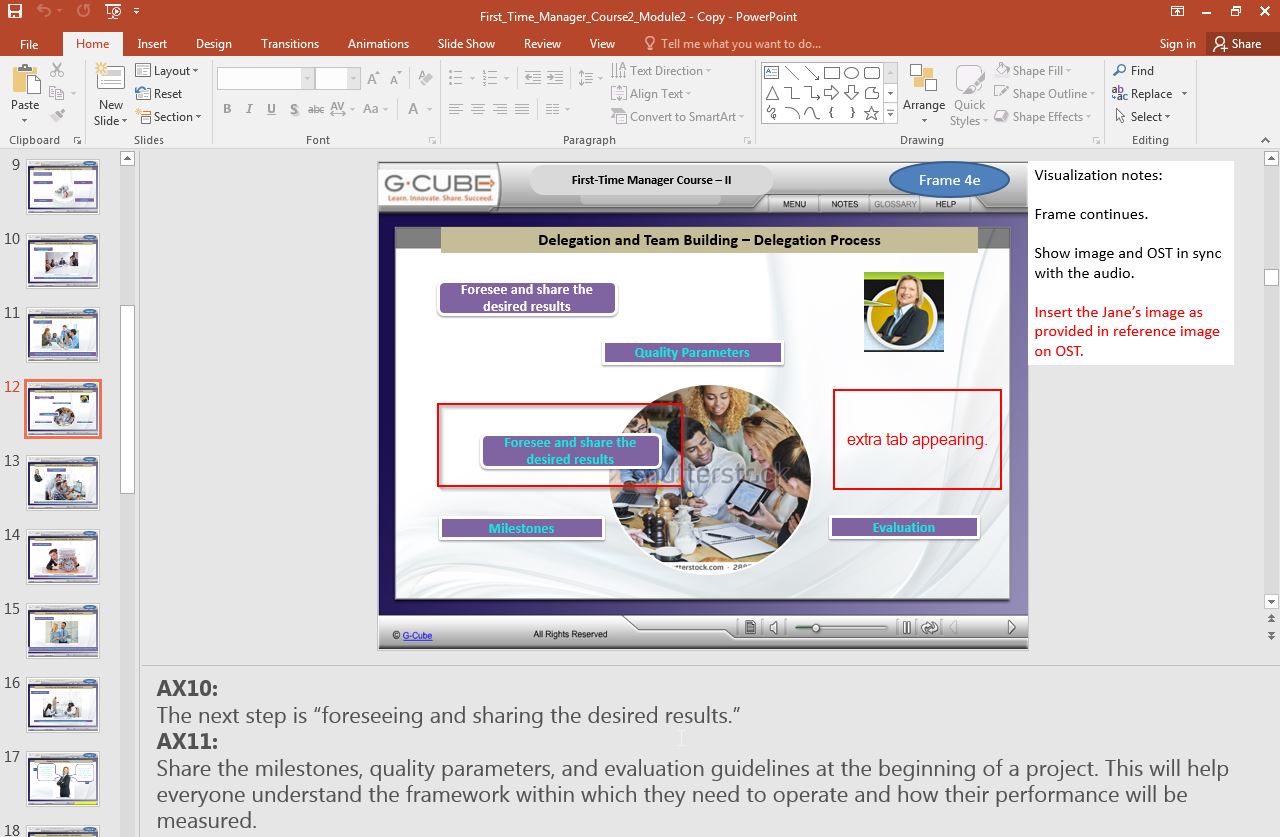 First_Time_Manager_Course2_Module2 - Copy - PowerPoint
File Home Insert Design Transitions Animations Slide Show Review View Tell me what you want to do... Sign in Share
Paste
New Slide
Layout
Reset
Section
B I U S abc AV Aa A
Text Direction
Align Text
Convert to SmartArt
Arrange
Quick Styles
Shape Fill
Shape Outline
Shape Effects
Find
Replace
Select
Clipboard Slides Font Paragraph Drawing Editing
9
10
11
12
13
14
15
16
17
18
G-CUBE
Learn. Innovate. Share. Succeed.
First-Time Manager Course – II
Frame 4e
MENU NOTES GLOSSARY HELP
Delegation and Team Building – Delegation Process
Foresee and share the
desired results
Quality Parameters
Foresee and share the
desired results
extra tab appearing.
shutterstock
Milestones
Evaluation
© G-Cube
All Rights Reserved
Visualization notes:
Frame continues.
Show image and OST in sync
with the audio.
Insert the Jane’s image as
provided in reference image
on OST.
AX10:
The next step is “foreseeing and sharing the desired results.”
AX11:
Share the milestones, quality parameters, and evaluation guidelines at the beginning of a project. This will help
everyone understand the framework within which they need to operate and how their performance will be
measured.